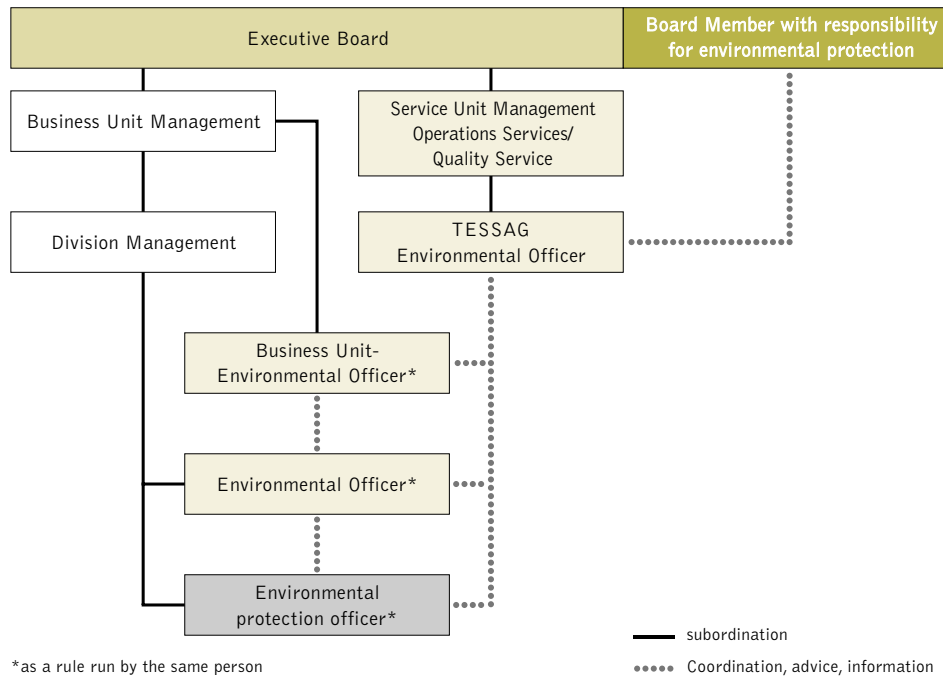 Executive Board
Board Member with responsibility
for environmental protection
Business Unit Management
Service Unit Management
Operations Services/
Quality Service
Division Management
TESSAG
Environmental Officer
Business Unit-
Environmental Officer*
Environmental Officer*
Environmental
protection officer*
subordination
*as a rule run by the same person
Coordination, advice, information